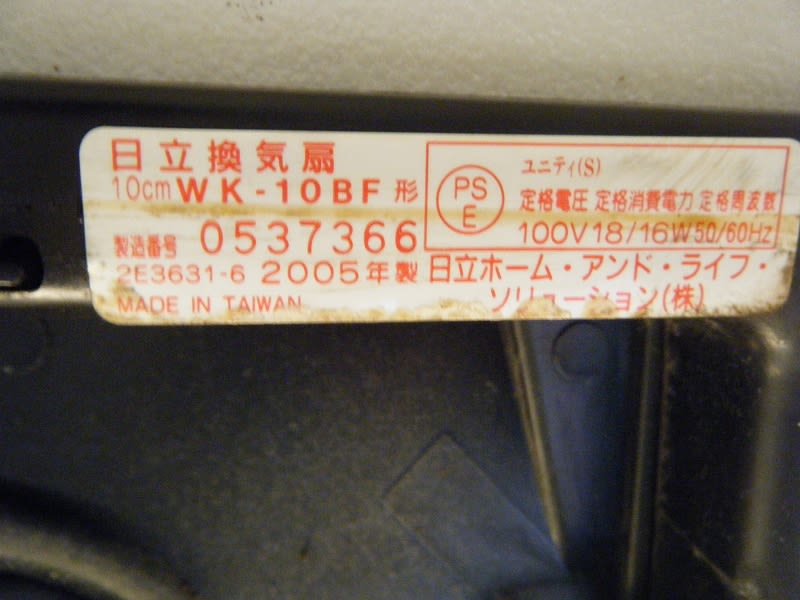 日立換気扇
10cm WK-10BF 形
製造番号 0537366
2E3631-6 2005年製
MADE IN TAIWAN
PS
E
ユニティ(S)
定格電圧 定格消費電力 定格周波数
100V 18/16W 50/60Hz
日立ホーム・アンド・ライフ・
ソリューション(株)